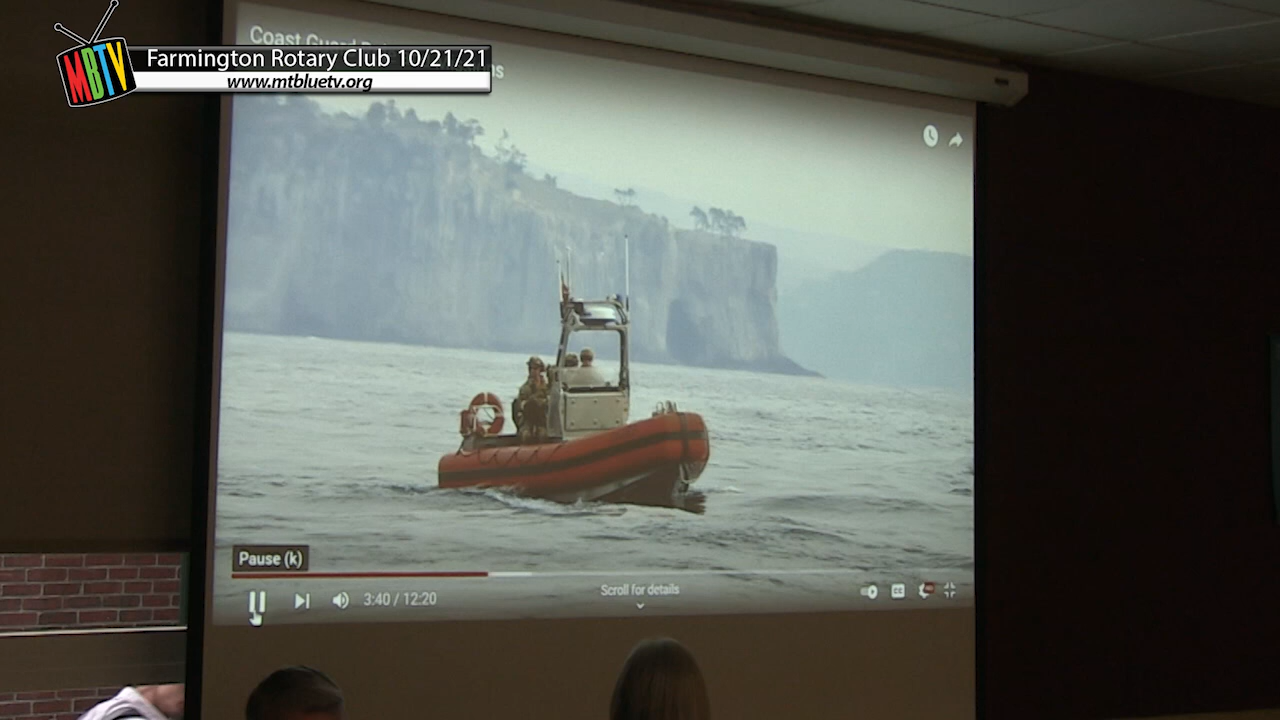 Coast Guard
Farmington Rotary Club 10/21/21
MBTV
www.mtbluetv.org
Pause (k)
3:40 / 12:20
Scroll for details
CC